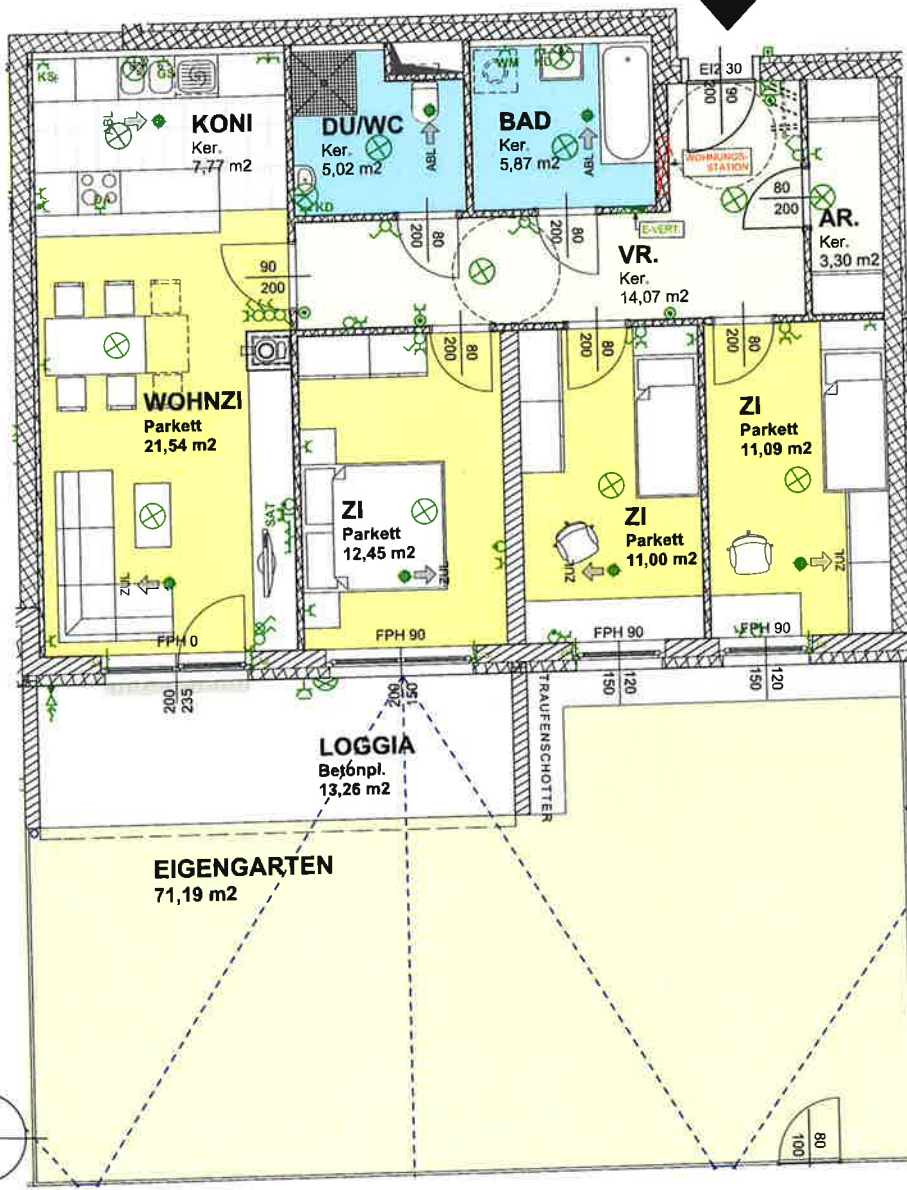 EI2 30
90
200
KS
GS
KONI
Ker.
7,77 m2
ABL
DU/WC
Ker.
5,02 m2
ABL
KD
WM
KD
BAD
Ker.
5,87 m2
ABL
WOHNUNGS-
STATION
E-VERT.
80
200
AR.
Ker.
3,30 m2
VR.
Ker.
14,07 m2
80
200
80
200
90
200
80
200
80
200
80
200
WOHNZI
Parkett
21,54 m2
SAT
ZUL
FPH 0
ZI
Parkett
12,45 m2
ZUL
FPH 90
ZI
Parkett
11,00 m2
ZUL
FPH 90
ZI
Parkett
11,09 m2
ZUL
FPH 90
200
235
200
150
150
120
150
120
TRAUFENSCHOTTER
LOGGIA
Betonpl.
13,26 m2
EIGENGARTEN
71,19 m2
80
100